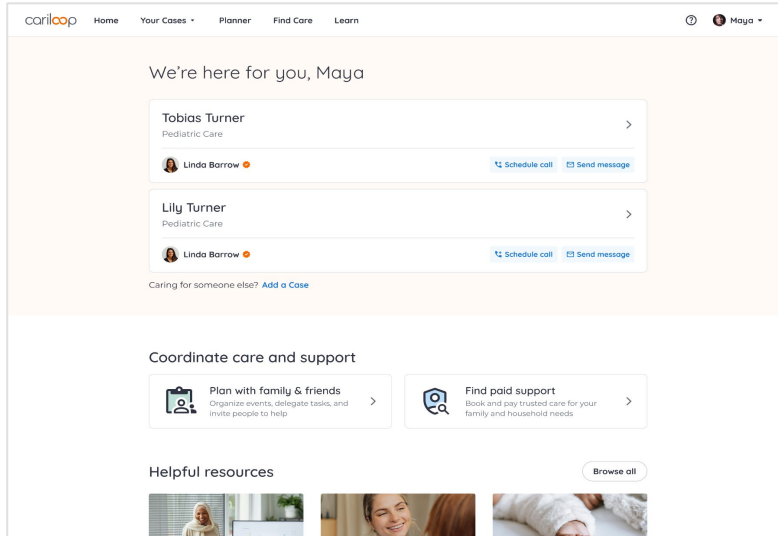 cariloop Home Your Cases Planner Find Care Learn Maya
We're here for you, Maya
Tobias Turner
Pediatric Care
Linda Barrow Schedule call Send message
Lily Turner
Pediatric Care
Linda Barrow Schedule call Send message
Caring for someone else? Add a Case
Coordinate care and support
Plan with family & friends
Organize events, delegate tasks, and
invite people to help
Find paid support
Book and pay trusted care for your
family and household needs
Helpful resources Browse all